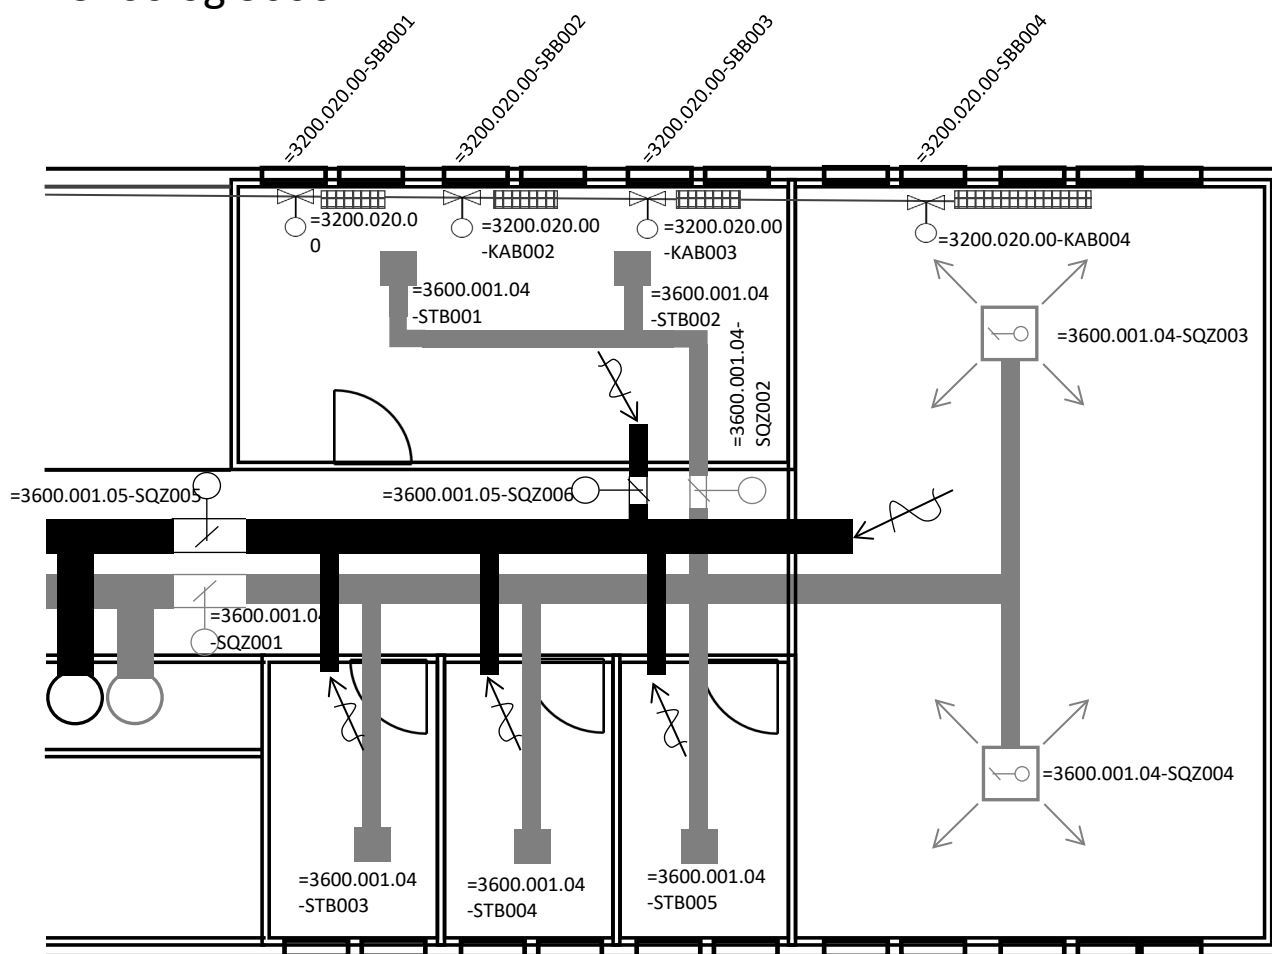 =3200.020.00-SBB001
=3200.020.00-SBB002
=3200.020.00-SBB003
=3200.020.00-SBB004
=3200.020.0
0
=3200.020.00
-KAB002
=3200.020.00
-KAB003
=3200.020.00-KAB004
=3600.001.04
-STB001
=3600.001.04
-STB002
=3600.001.04-
SQZ002
=3600.001.04-SQZ003
=3600.001.05-SQZ005
=3600.001.05-SQZ006
=3600.001.04
-SQZ001
=3600.001.04-SQZ004
=3600.001.04
-STB003
=3600.001.04
-STB004
=3600.001.04
-STB005